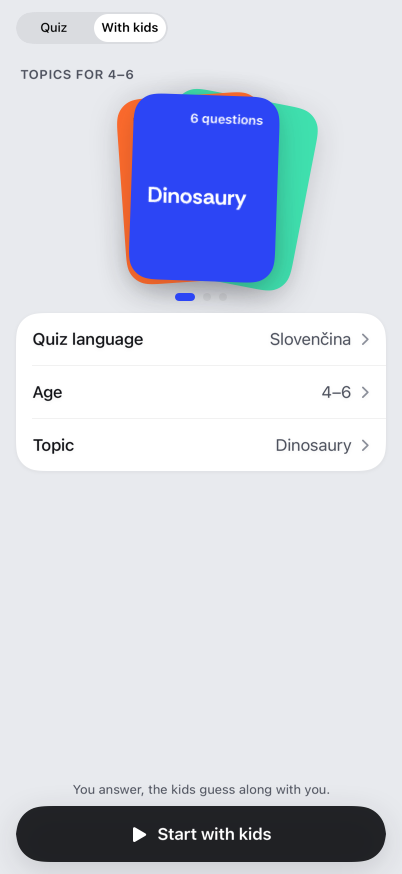 Quiz
With kids
TOPICS FOR 4–6
6 questions
Dinosaury
Quiz language
Slovenčina
Age
4–6
Topic
Dinosaury
You answer, the kids guess along with you.
Start with kids